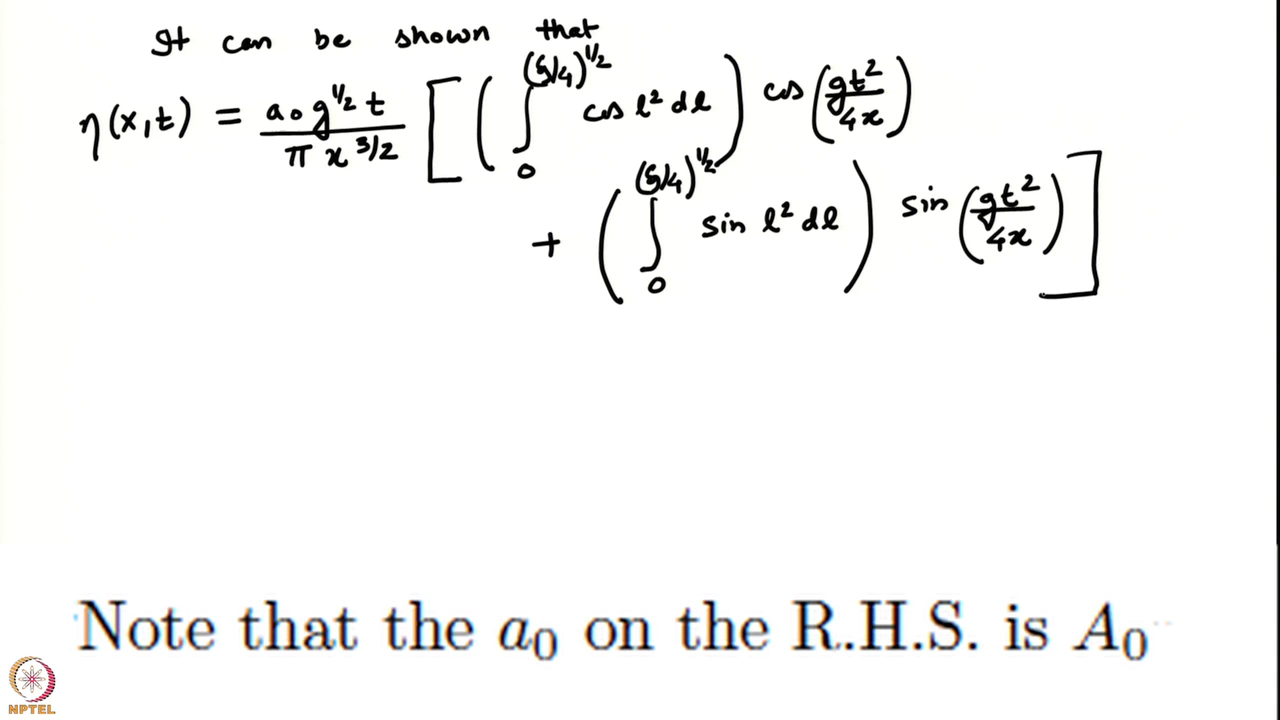 It can be shown that
η(x,t) = a₀ g^{1/2} t / π x^{3/2} [ ( ∫₀^{(ξ/4)^{1/2}} cos l² dl ) cos (gt²/4x)
+ ( ∫₀^{(ξ/4)^{1/2}} sin l² dl ) sin (gt²/4x) ]
Note that the a₀ on the R.H.S. is A₀
NPTEL